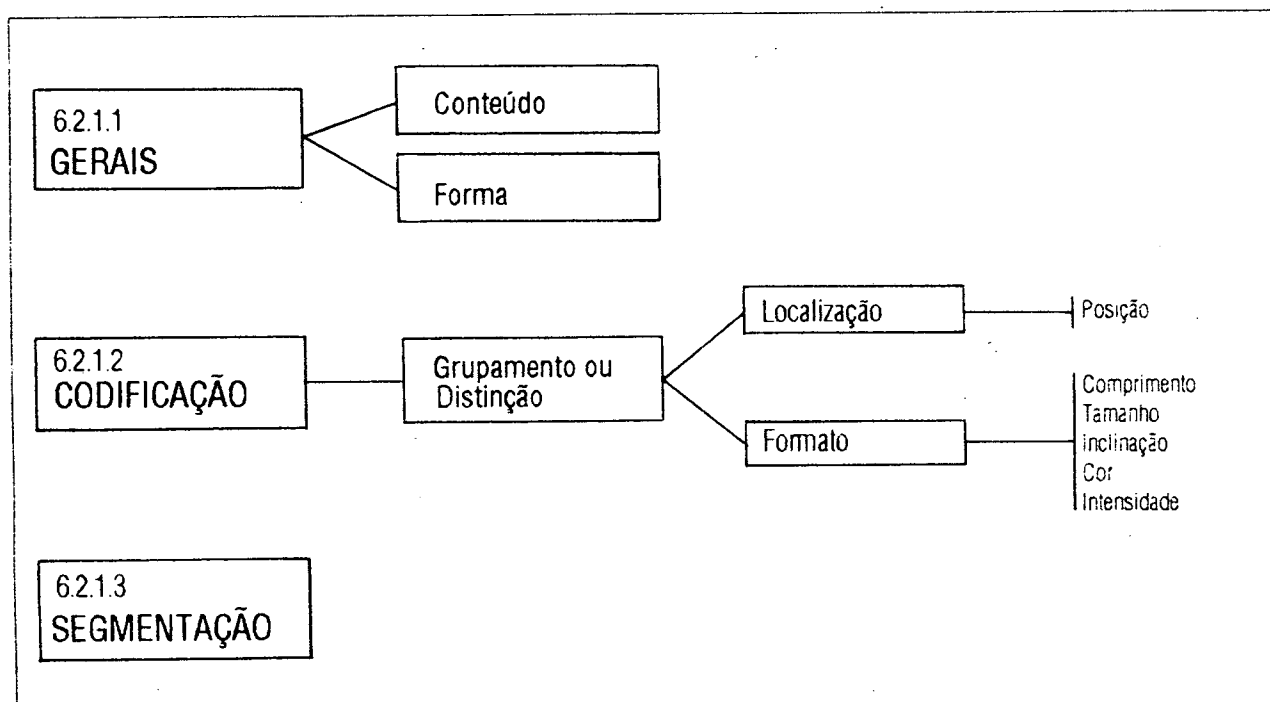 6.2.1.1
GERAIS
Conteúdo
Forma
6.2.1.2
CODIFICAÇÃO
Grupamento ou
Distinção
Localização
Posição
Formato
Comprimento
Tamanho
Inclinação
Cor
Intensidade
6.2.1.3
SEGMENTAÇÃO